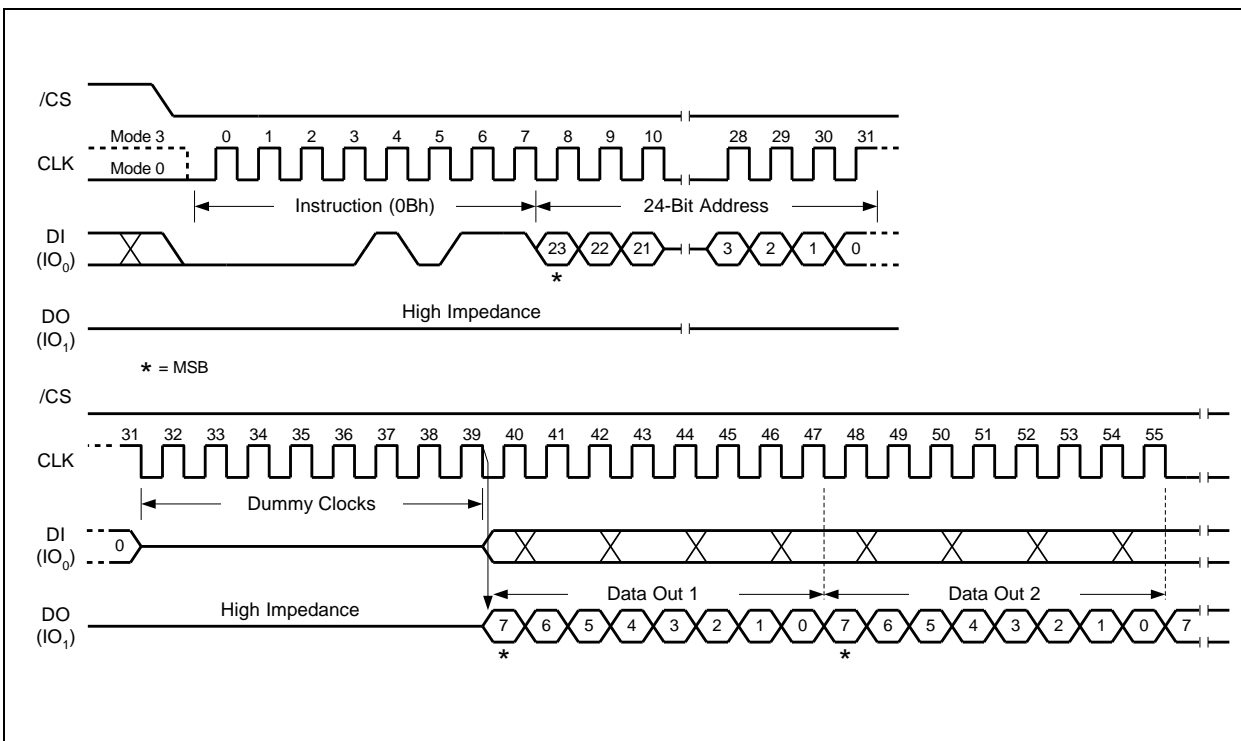 /CS
Mode 3 0 1 2 3 4 5 6 7 8 9 10 28 29 30 31
CLK Mode 0
Instruction (0Bh) 24-Bit Address
DI
(IO0) 23 22 21 3 2 1 0
*
DO High Impedance
(IO1)
* = MSB
/CS
31 32 33 34 35 36 37 38 39 40 41 42 43 44 45 46 47 48 49 50 51 52 53 54 55
CLK
Dummy Clocks
DI
(IO0) 0
Data Out 1 Data Out 2
DO High Impedance
(IO1) 7 6 5 4 3 2 1 0 7 6 5 4 3 2 1 0 7
* *